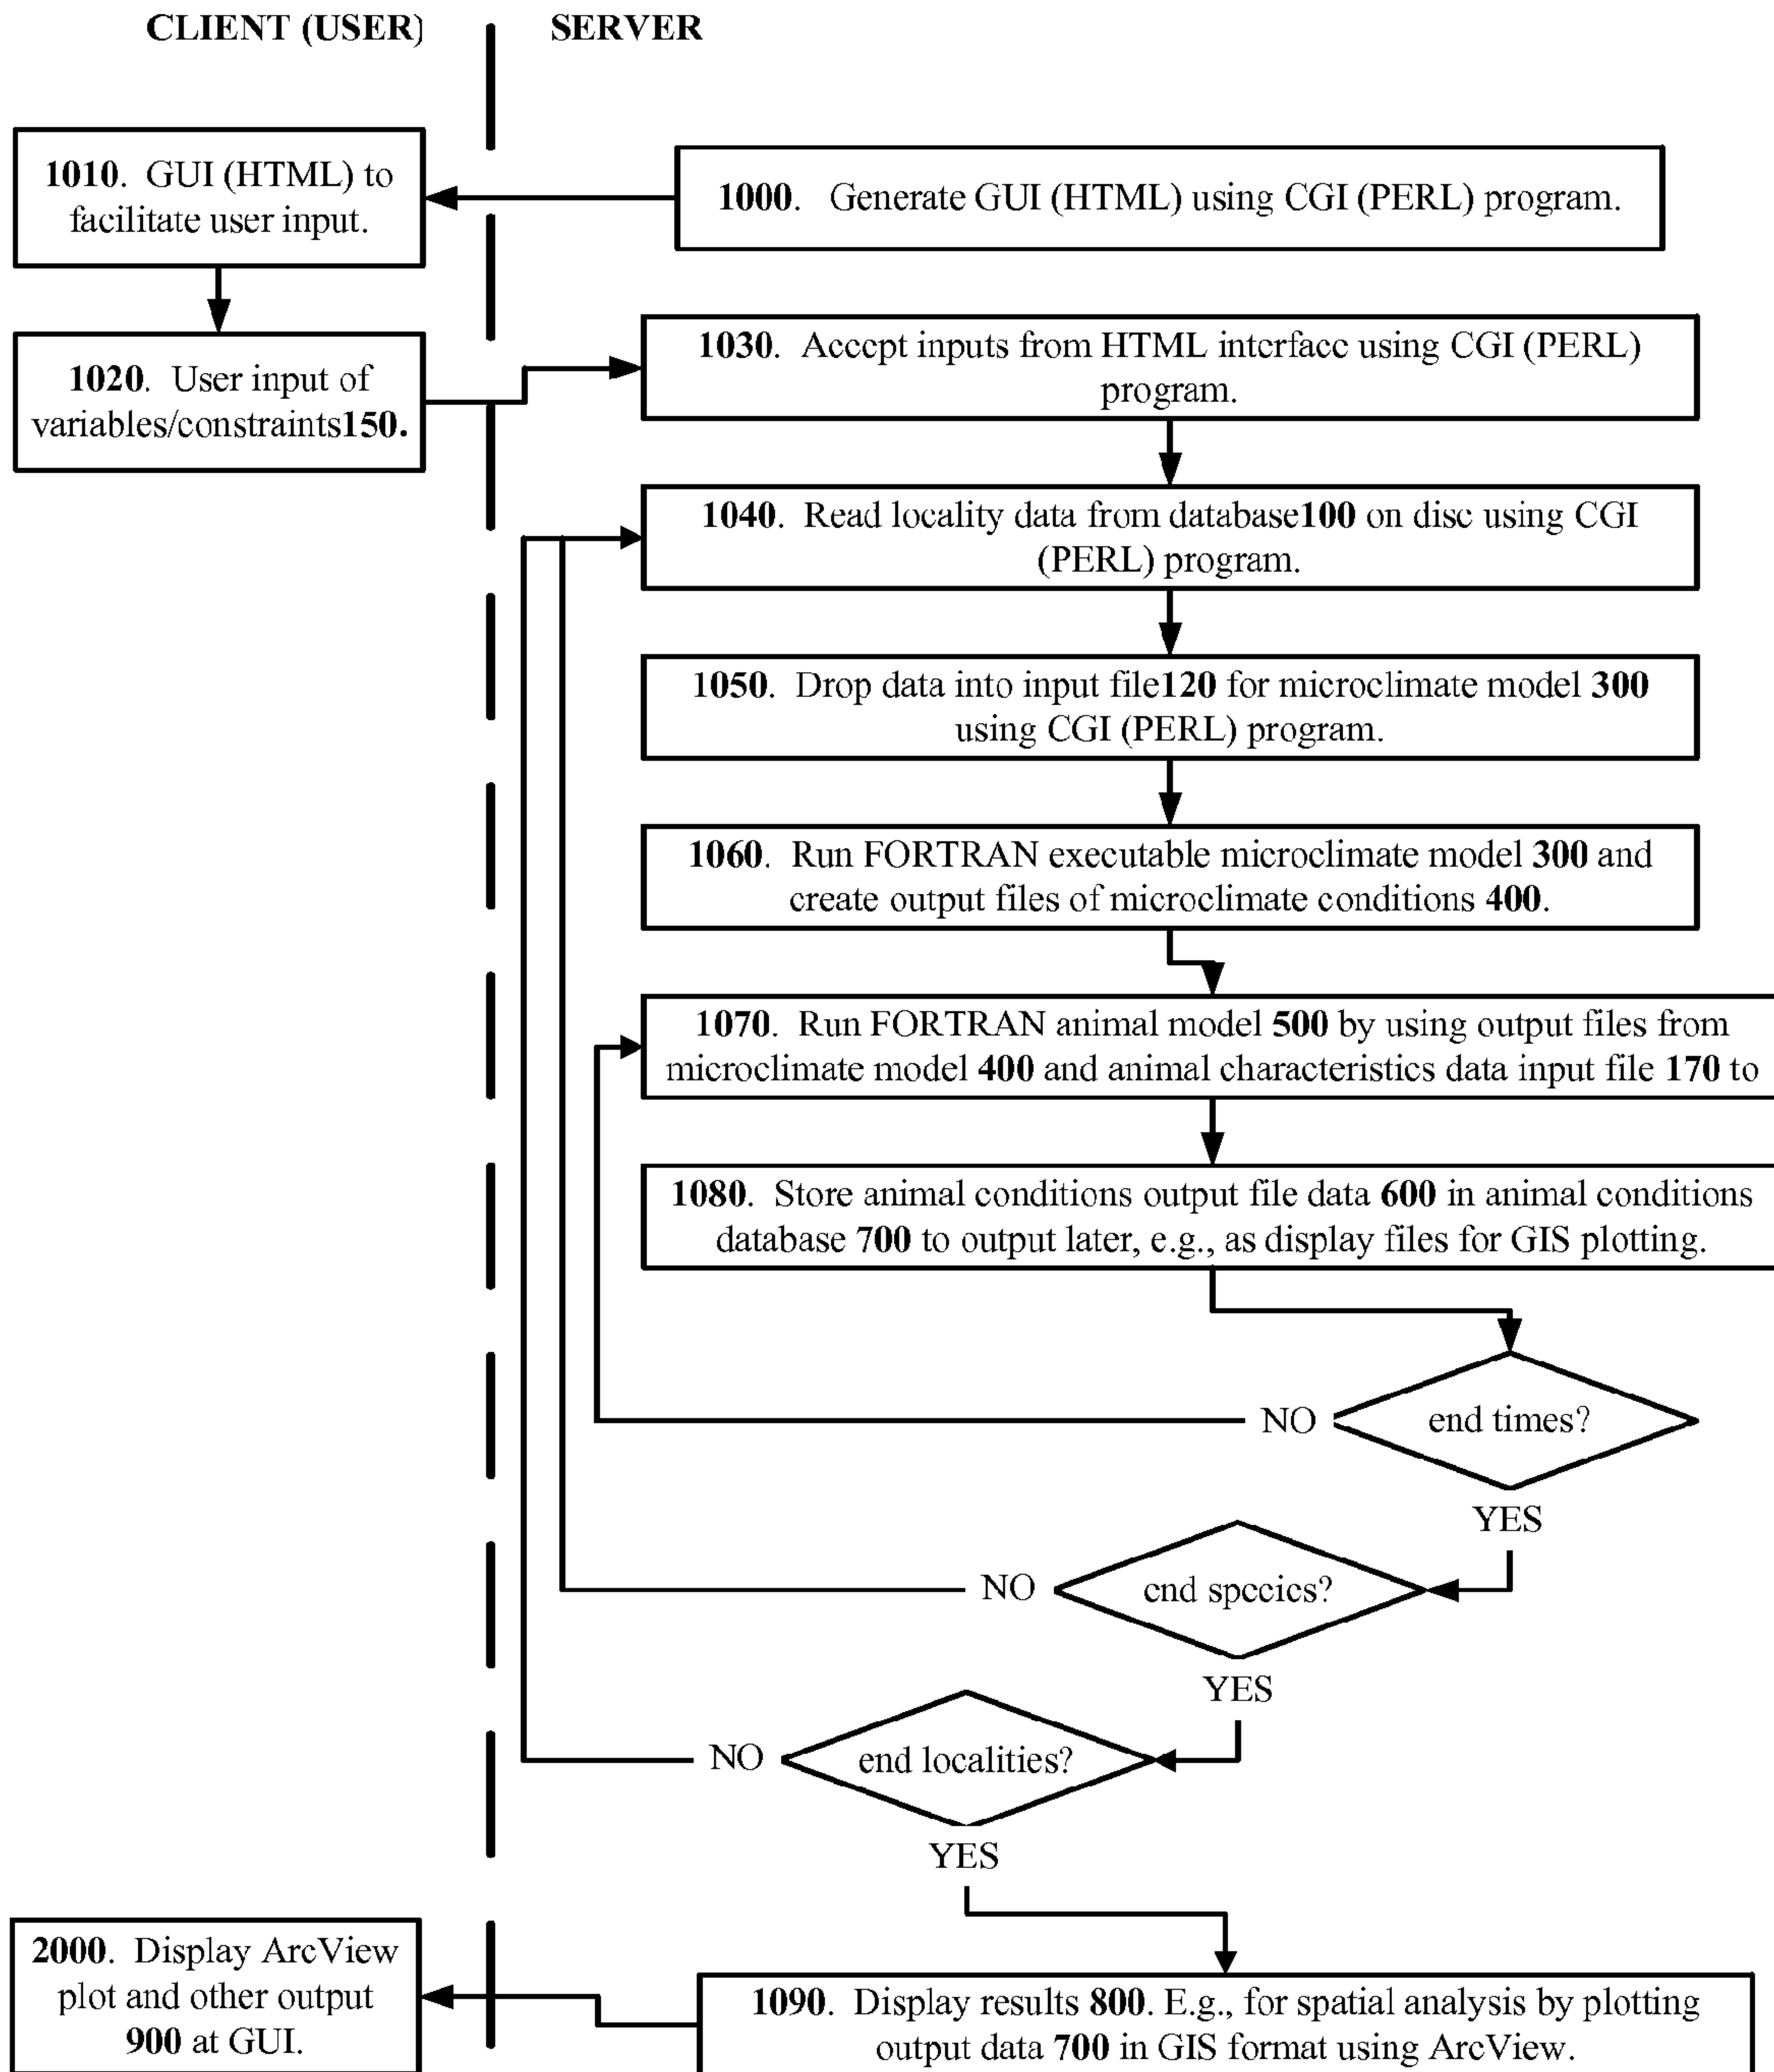 CLIENT (USER)
SERVER
1010. GUI (HTML) to
facilitate user input.
1000. Generate GUI (HTML) using CGI (PERL) program.
1020. User input of
variables/constraints150.
1030. Accept inputs from HTML interface using CGI (PERL)
program.
1040. Read locality data from database100 on disc using CGI
(PERL) program.
1050. Drop data into input file120 for microclimate model 300
using CGI (PERL) program.
1060. Run FORTRAN executable microclimate model 300 and
create output files of microclimate conditions 400.
1070. Run FORTRAN animal model 500 by using output files from
microclimate model 400 and animal characteristics data input file 170 to
1080. Store animal conditions output file data 600 in animal conditions
database 700 to output later, e.g., as display files for GIS plotting.
NO
end times?
YES
NO
end species?
YES
NO
end localities?
YES
2000. Display ArcView
plot and other output
900 at GUI.
1090. Display results 800. E.g., for spatial analysis by plotting
output data 700 in GIS format using ArcView.